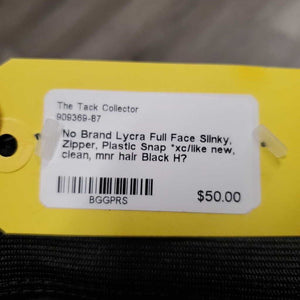 The Tack Collector
909369-87
No Brand Lycra Full Face Slinky,
Zipper, Plastic Snap *xc/like new,
clean, mnr hair Black H?
BGGPRS
$50.00